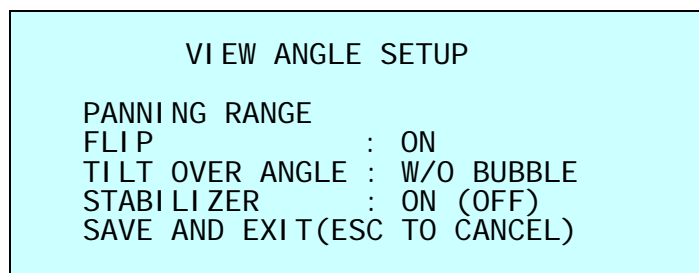 VIEW ANGLE SETUP
PANNING RANGE
FLIP : ON
TILT OVER ANGLE : W/O BUBBLE
STABILIZER : ON (OFF)
SAVE AND EXIT(ESC TO CANCEL)